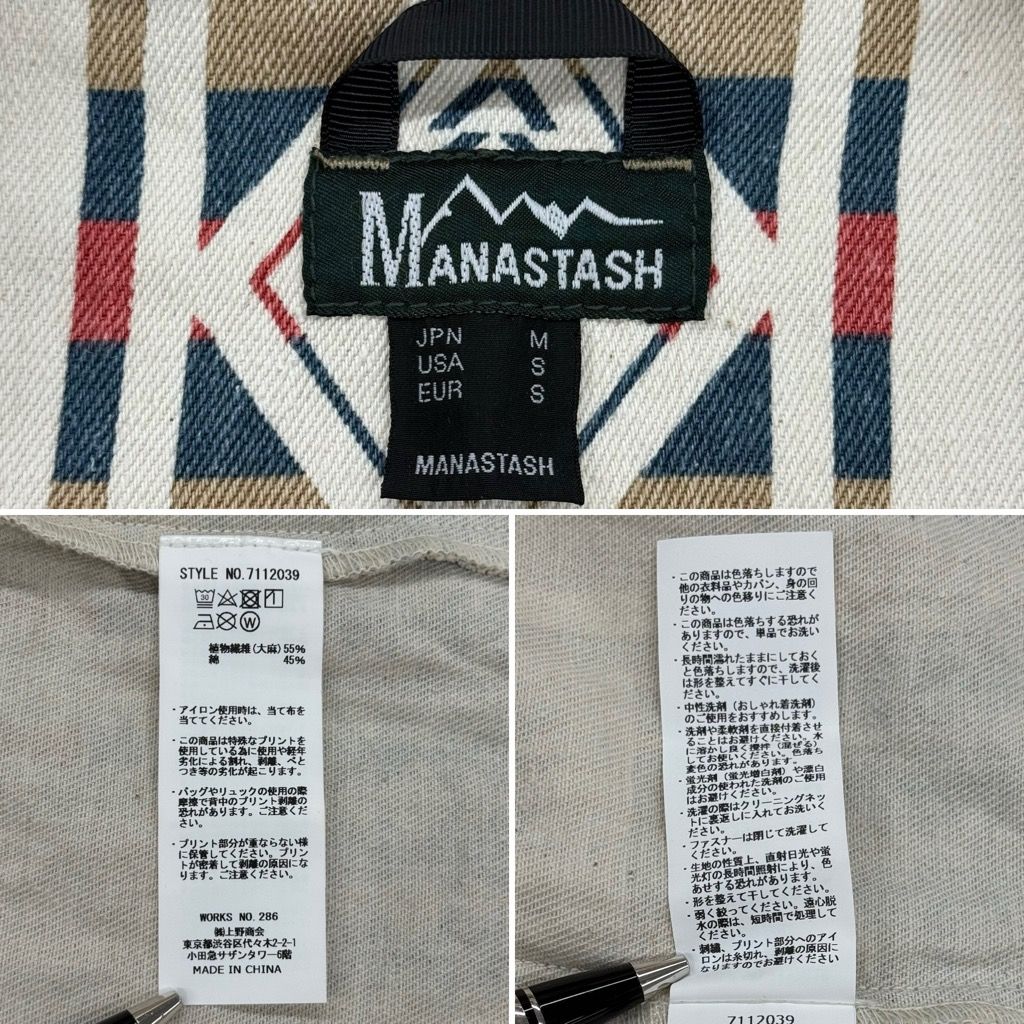 MANASTASH
JPN M
USA S
EUR S
MANASTASH
STYLE NO.7112039
30
植物繊維(大麻) 55%
綿 45%
・アイロン使用時は、当て布を
当ててください。
・この商品は特殊なプリントを
使用している為に使用や経年
劣化による割れ、剥離、べと
つき等の劣化が起こります。
・バッグやリュックの使用の際
摩擦で背中のプリント剥離の
恐れがあります。ご注意くだ
さい。
・プリント部分が重ならない様
に保管してください。プリン
トが密着して剥離の原因にな
ります。ご注意ください。
WORKS NO.286
㈱上野商会
東京都渋谷区代々木2-2-1
小田急サザンタワー6階
MADE IN CHINA
・この商品は色落ちしますので
他の衣料品やカバン、身の回
りの物への色移りにご注意く
ださい。
・この商品は色落ちする恐れが
ありますので、単品でお洗い
ください。
・長時間濡れたままにしておく
と色落ちしますので、洗濯後
は形を整えてすぐに干してく
ださい。
・中性洗剤（おしゃれ着洗剤）
のご使用をおすすめします。
・洗剤や柔軟剤を直接付着させ
ることはお避けください。水
に溶かし良く攪拌（混ぜる）
してお使いください。色落ち
変色の恐れがあります。
・蛍光剤（蛍光増白剤）や漂白
成分の使われた洗剤のご使用
はお避けください。
・洗濯の際はクリーニングネッ
トに裏返しに入れてお洗いく
ださい。
・ファスナーは閉じて洗濯して
ください。
・生地の性質上、直射日光や蛍
光灯の長時間照射により、色
あせする恐れがあります。
・形を整えて干してください。
・弱く絞ってください。遠心脱
水の際は、短時間で処理して
ください。
・刺繍、プリント部分へのアイ
ロンは糸切れ、剥離の原因に
なりますのでお避けください
7112039